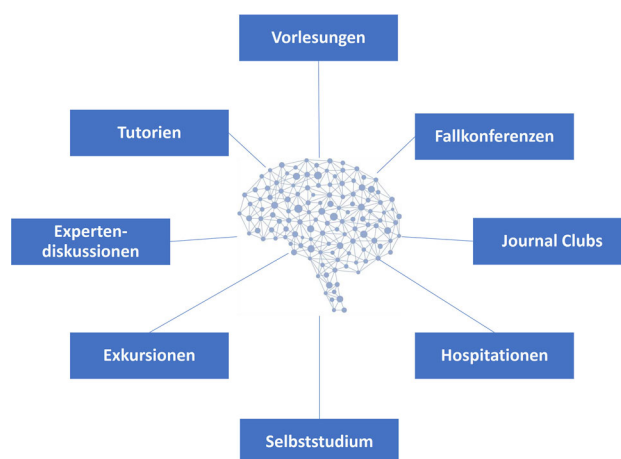 Vorlesungen
Tutorien
Fallkonferenzen
Experten-
diskussionen
Journal Clubs
Exkursionen
Hospitationen
Selbststudium